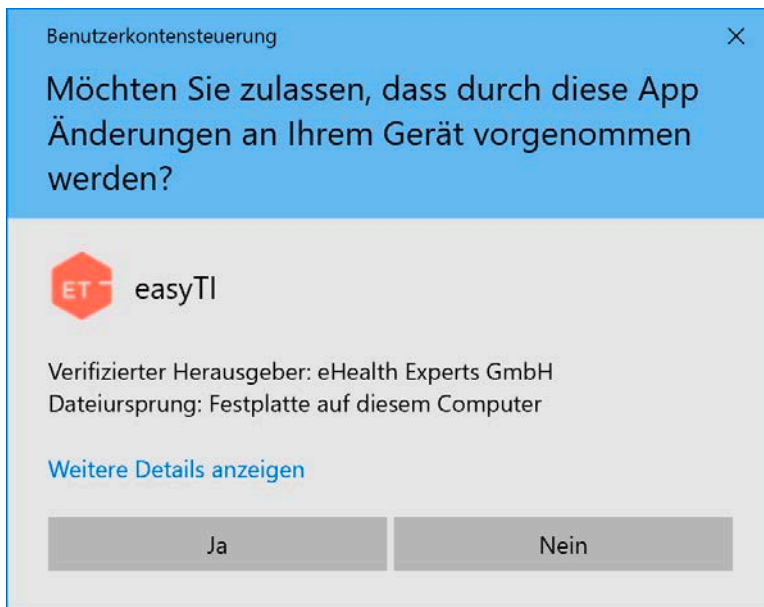 Benutzerkontensteuerung
Möchten Sie zulassen, dass durch diese App
Änderungen an Ihrem Gerät vorgenommen
werden?
ET
easyTI
Verifizierter Herausgeber: eHealth Experts GmbH
Dateiursprung: Festplatte auf diesem Computer
Weitere Details anzeigen
Ja
Nein